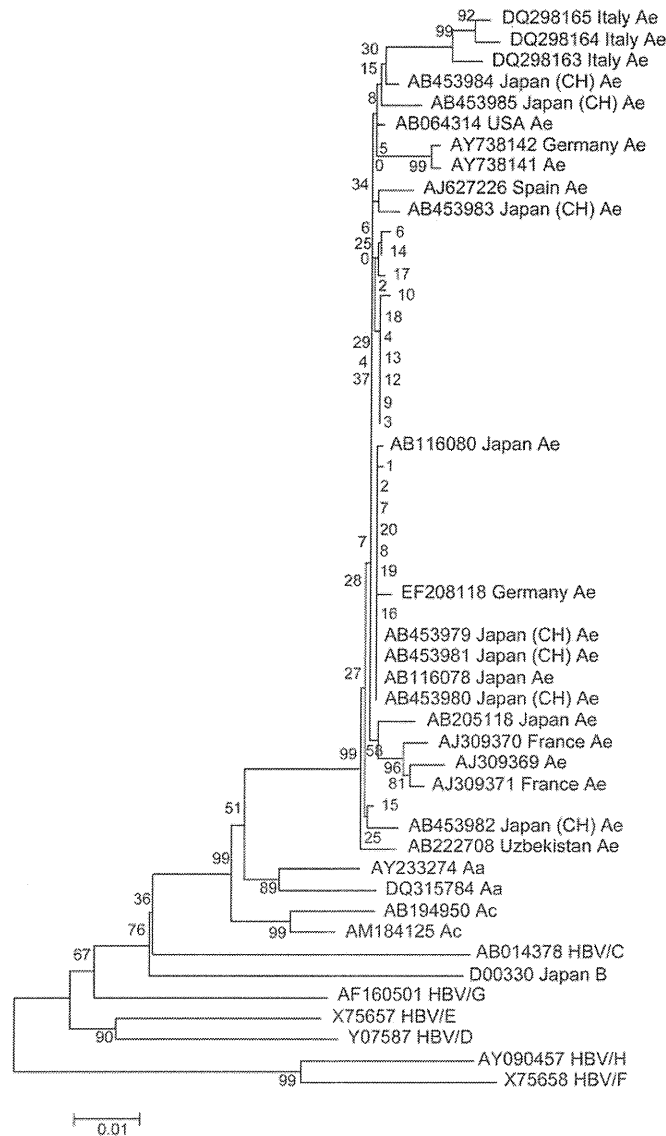 92
DQ298165 Italy Ae
99
DQ298164 Italy Ae
30
DQ298163 Italy Ae
15
AB453984 Japan (CH) Ae
8
AB453985 Japan (CH) Ae
AB064314 USA Ae
5
AY738142 Germany Ae
0
99
AY738141 Ae
34
AJ627226 Spain Ae
AB453983 Japan (CH) Ae
6
6
25
14
0
17
2
10
18
29
4
4
13
37
12
9
3
AB116080 Japan Ae
1
2
7
20
7
8
28
19
EF208118 Germany Ae
16
AB453979 Japan (CH) Ae
AB453981 Japan (CH) Ae
27
AB116078 Japan Ae
AB453980 Japan (CH) Ae
AB205118 Japan Ae
99
58
AJ309370 France Ae
96
AJ309369 Ae
81
AJ309371 France Ae
51
15
AB453982 Japan (CH) Ae
25
AB222708 Uzbekistan Ae
99
AY233274 Aa
89
DQ315784 Aa
36
AB194950 Ac
76
99
AM184125 Ac
67
AB014378 HBV/C
D00330 Japan B
AF160501 HBV/G
X75657 HBV/E
90
Y07587 HBV/D
AY090457 HBV/H
99
X75658 HBV/F
0.01